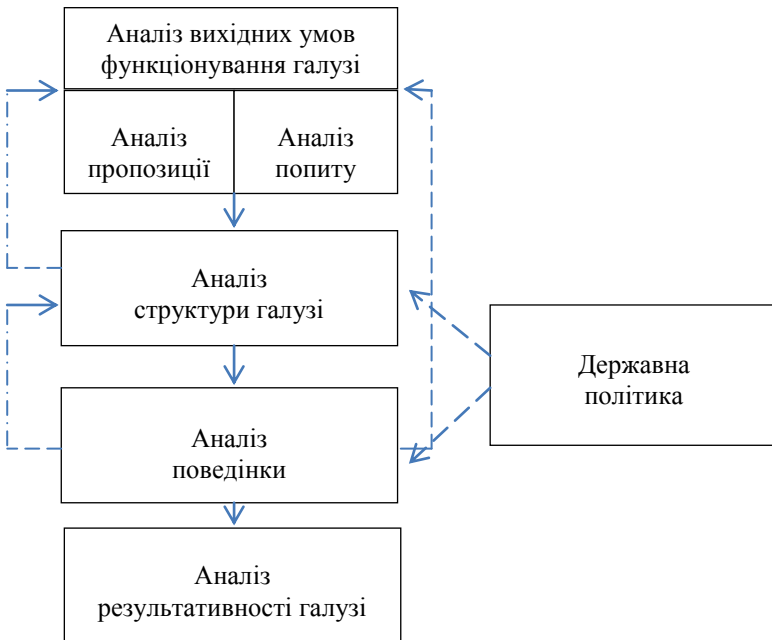 Аналіз вихідних умов
функціонування галузі
Аналіз
пропозиції
Аналіз
попиту
Аналіз
структури галузі
Державна
політика
Аналіз
поведінки
Аналіз
результативності галузі